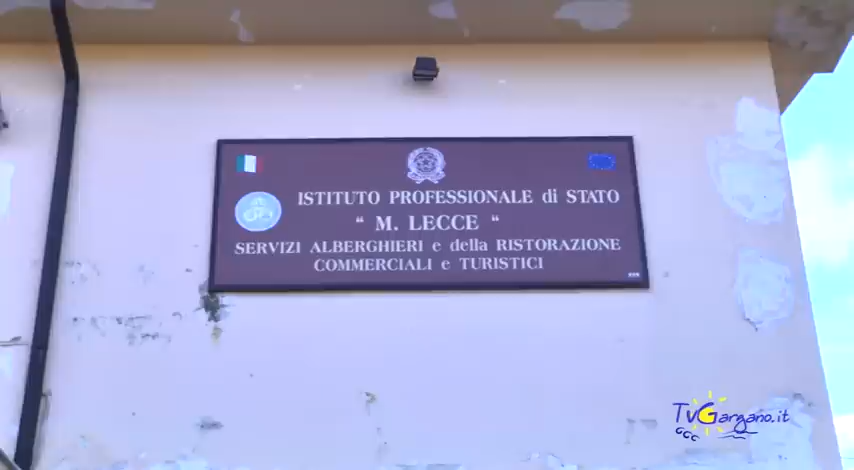 ISTITUTO PROFESSIONALE di STATO
“ M. LECCE “
SERVIZI ALBERGHIERI e della RISTORAZIONE
COMMERCIALI e TURISTICI
TvGargano.it